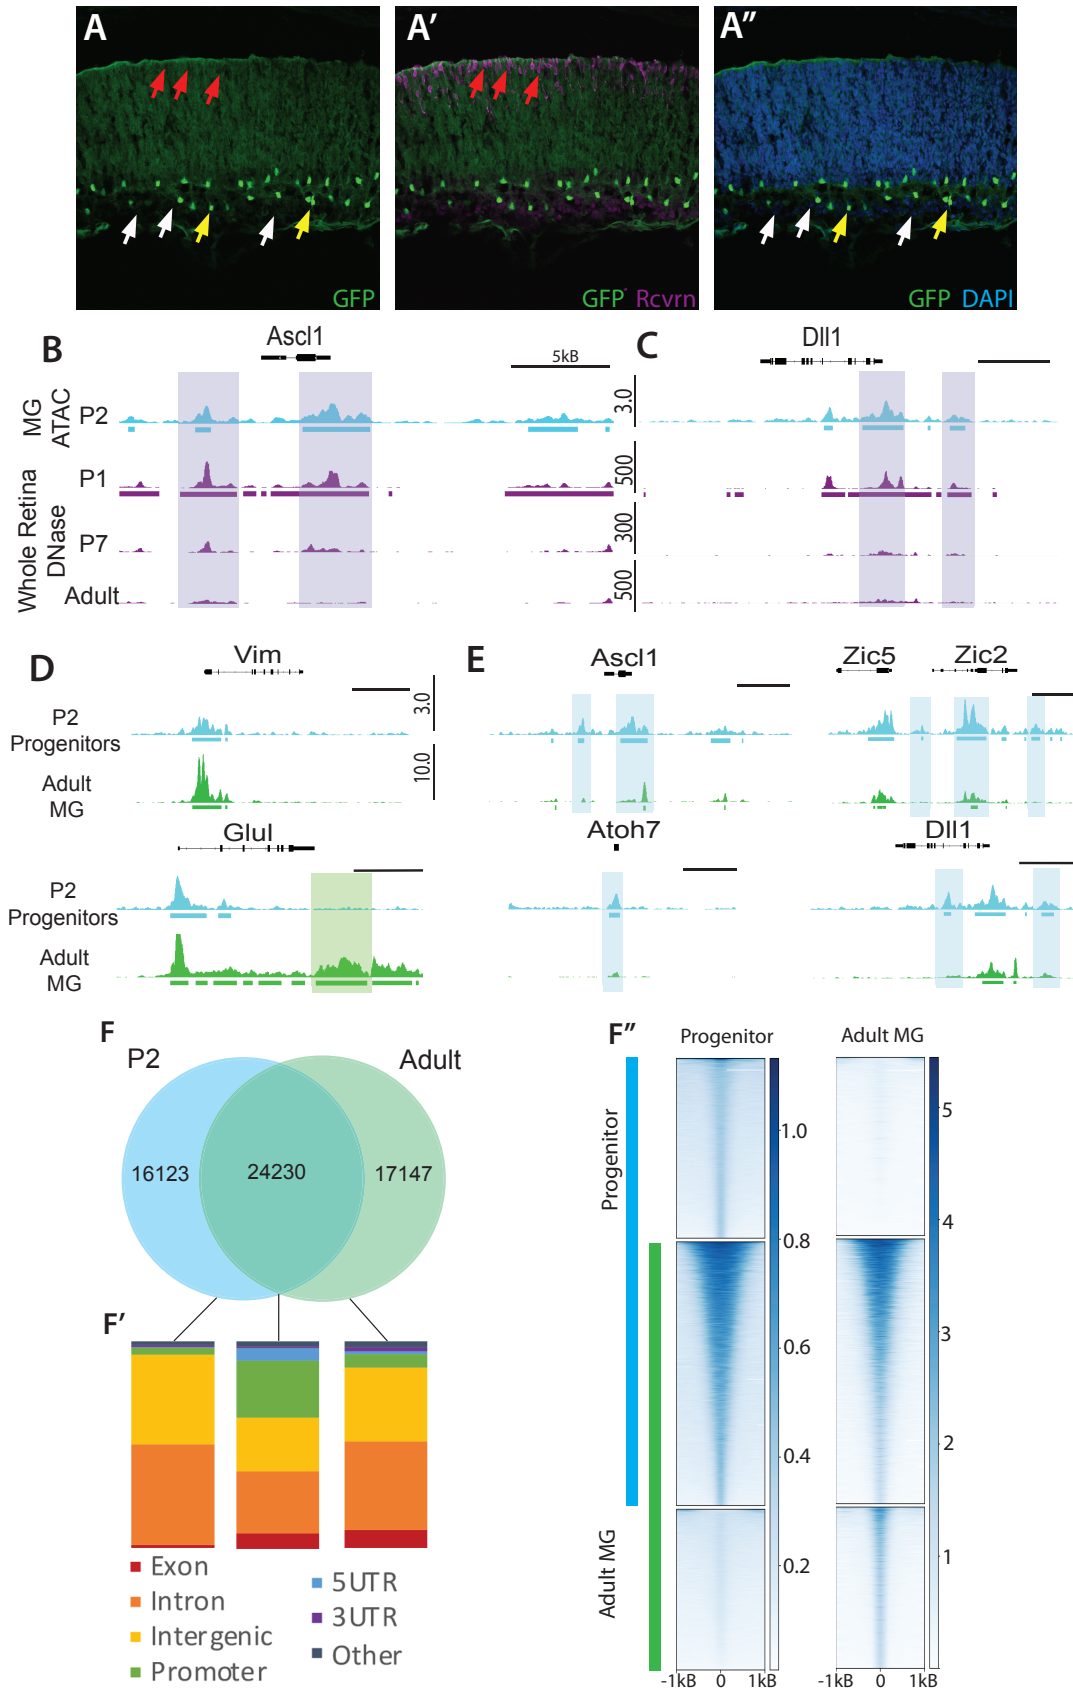 A
A'
A"
GFP
GFP Rcvrn
GFP DAPI
B
Ascl1
5kB
C
Dll1
MG
ATAC
P2
3.0
Whole Retina
DNase
P1
500
P7
300
Adult
500
D
Vim
E
Ascl1
Zic5
Zic2
P2
Progenitors
3.0
Adult
MG
10.0
Glul
Atoh7
Dll1
P2
Progenitors
Adult
MG
F
P2
Adult
16123
24230
17147
F'
Exon
Intron
Intergenic
Promoter
5UTR
3UTR
Other
F"
Progenitor
Adult MG
Progenitor
Adult MG
1.0
0.8
0.6
0.4
0.2
5
4
3
2
1
-1kB 0 1kB
-1kB 0 1kB